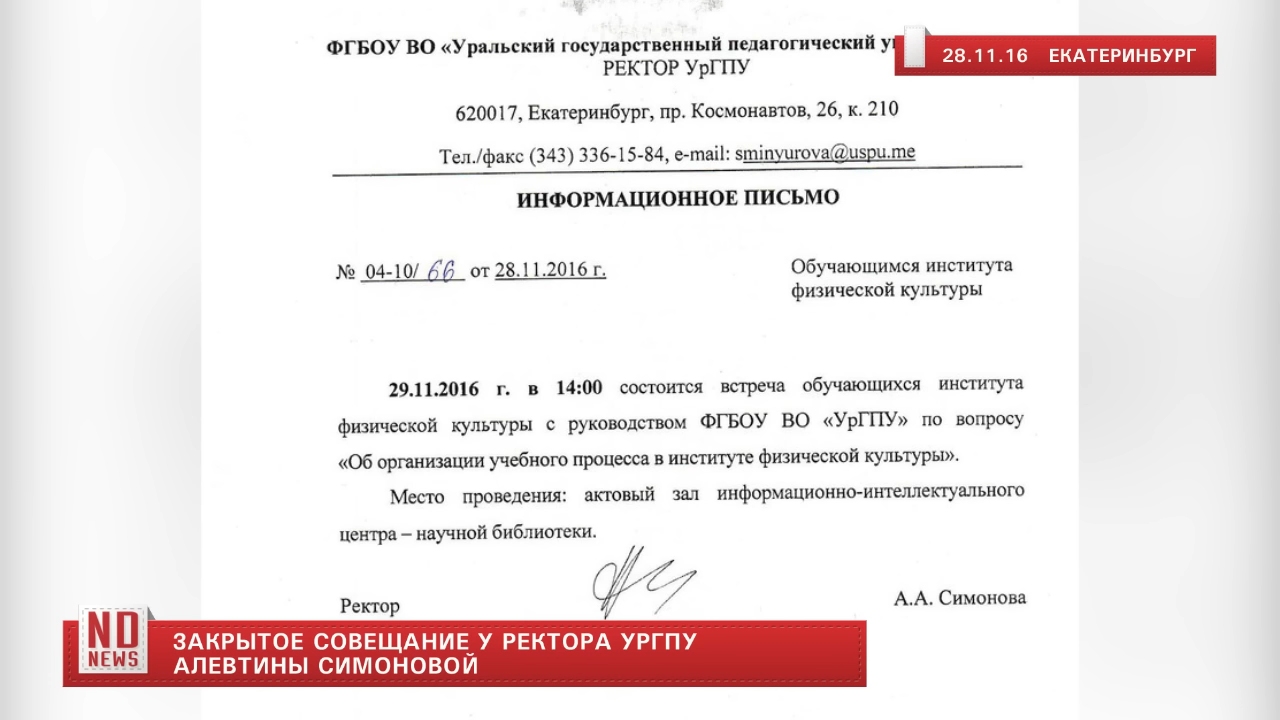 ФГБОУ ВО «Уральский государственный педагогический
28.11.16 ЕКАТЕРИНБУРГ
РЕКТОР УрГПУ
620017, Екатеринбург, пр. Космонавтов, 26, к. 210
Тел./факс (343) 336-15-84, e-mail: sminyurova@uspu.me
ИНФОРМАЦИОННОЕ ПИСЬМО
№ 04-10/ 66 от 28.11.2016 г.
Обучающимся института
физической культуры
29.11.2016 г. в 14:00 состоится встреча обучающихся института
физической культуры с руководством ФГБОУ ВО «УрГПУ» по вопросу
«Об организации учебного процесса в институте физической культуры».
Место проведения: актовый зал информационно-интеллектуального
центра – научной библиотеки.
Ректор
А.А. Симонова
ND
NEWS
ЗАКРЫТОЕ СОВЕЩАНИЕ У РЕКТОРА УРГПУ
АЛЕВТИНЫ СИМОНОВОЙ